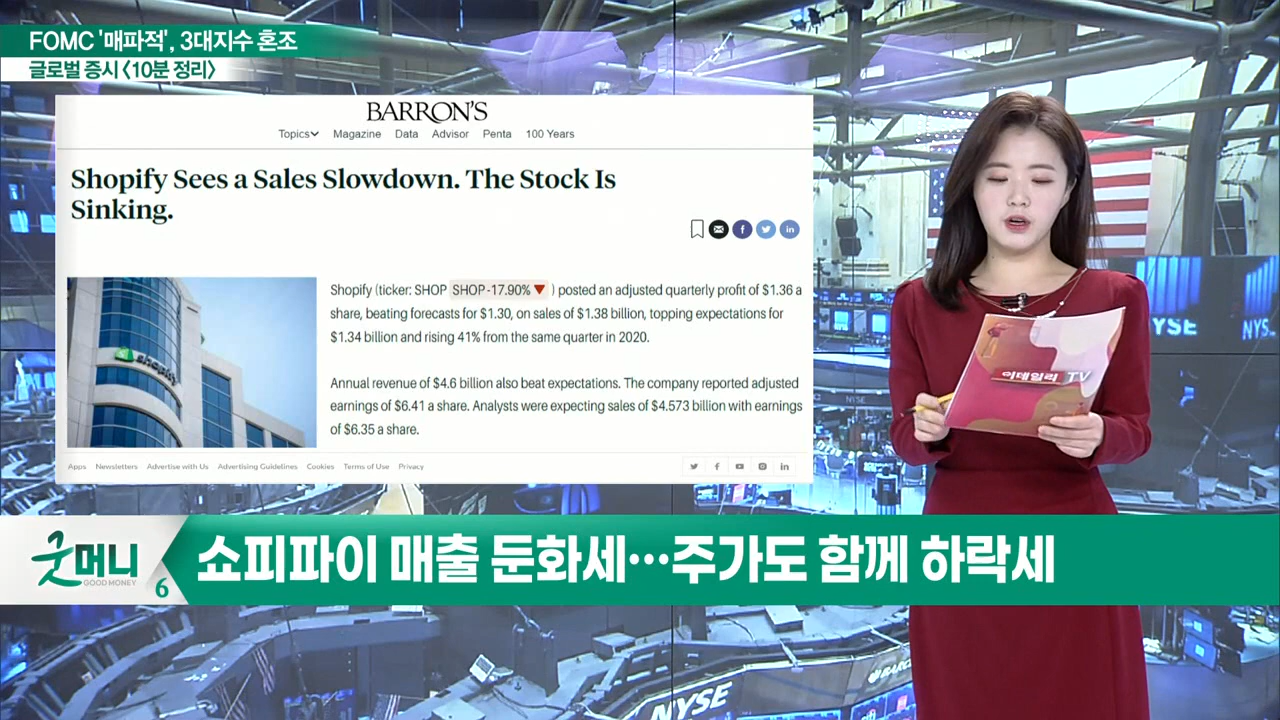 FOMC '매파적', 3대지수 혼조
글로벌 증시 <10분 정리>
BARRON'S
Topics Magazine Data Advisor Penta 100 Years
Shopify Sees a Sales Slowdown. The Stock Is
Sinking.
Shopify (ticker: SHOP SHOP -17.90% ▼ ) posted an adjusted quarterly profit of $1.36 a
share, beating forecasts for $1.30, on sales of $1.38 billion, topping expectations for
$1.34 billion and rising 41% from the same quarter in 2020.
Annual revenue of $4.6 billion also beat expectations. The company reported adjusted
earnings of $6.41 a share. Analysts were expecting sales of $4.573 billion with earnings
of $6.35 a share.
shopify
Apps Newsletters Advertise with Us Advertising Guidelines Cookies Terms of Use Privacy
이데일리 TV
YSE
NYS
굿머니
GOOD MONEY
6
쇼피파이 매출 둔화세…주가도 함께 하락세
NYSE
BARC